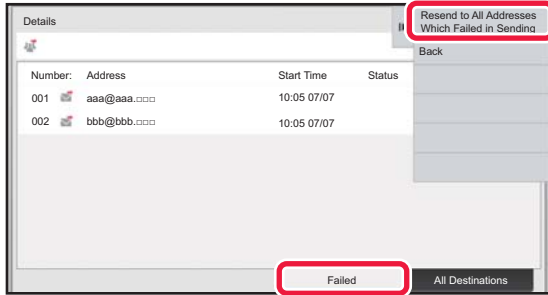 Details
Resend to All Addresses
Which Failed in Sending
Back
Number: Address Start Time Status
001 aaa@aaa.□□□ 10:05 07/07
002 bbb@bbb.□□□ 10:05 07/07
Failed All Destinations